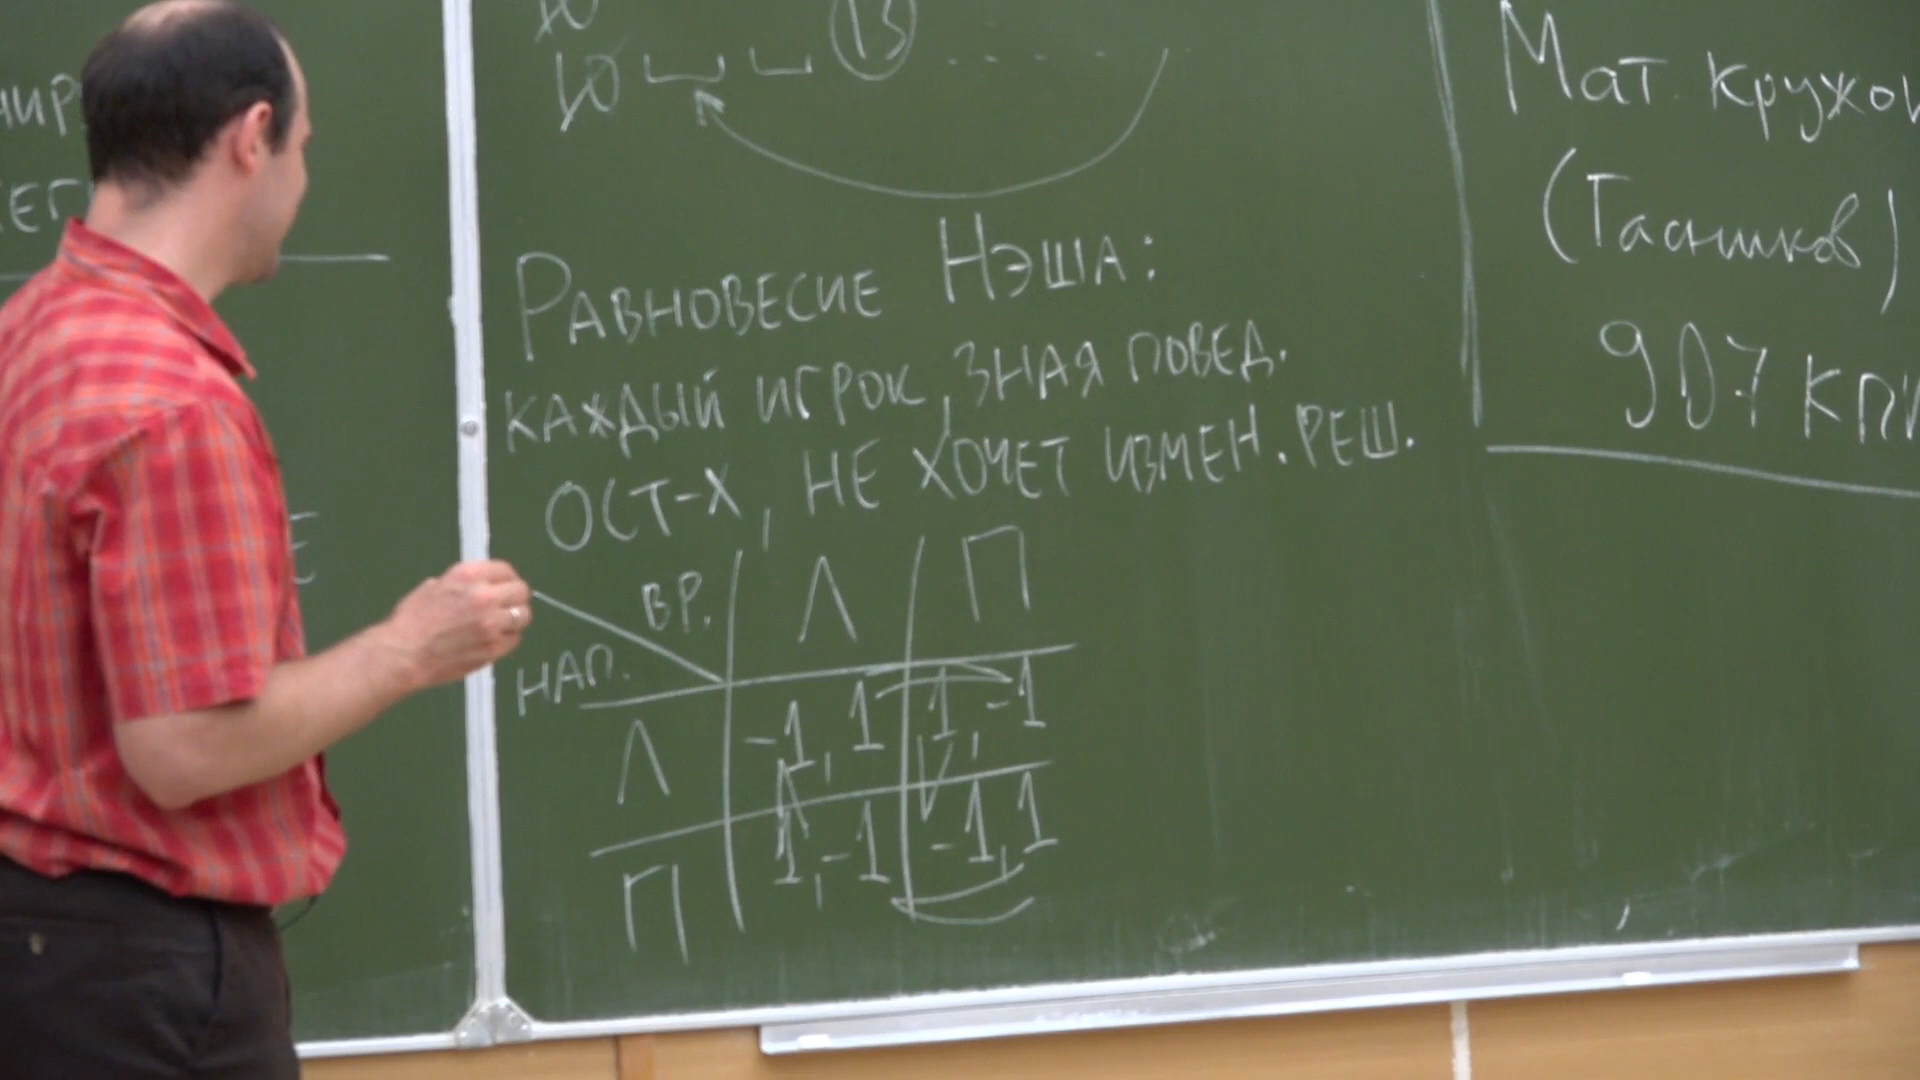 Ю
Ю 13 . . . . .
РАВНОВЕСИЕ НЭША:
КАЖДЫЙ ИГРОК, ЗНАЯ ПОВЕД.
ОСТ-Х, НЕ ХОЧЕТ ИЗМЕН. РЕШ.
ВР. Л П
НАП.
Л -1, 1 1, -1
П 1, -1 -1, 1
Мат. кружок
(Гасников)
907 КПМ